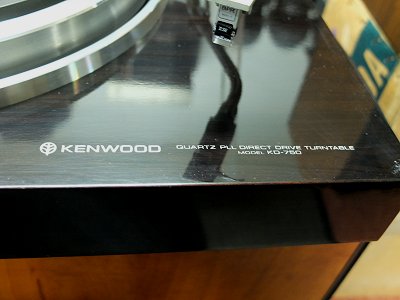 KENWOOD
QUARTZ PLL DIRECT DRIVE TURNTABLE
MODEL KD-750